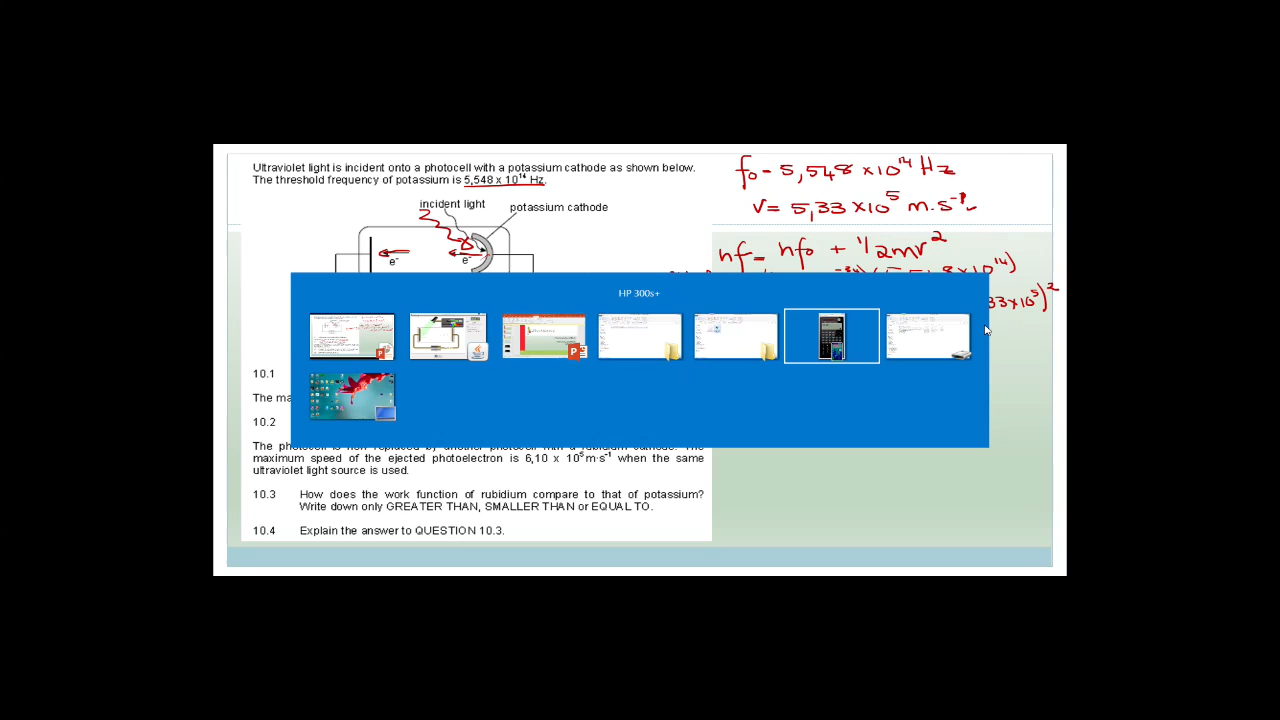 Ultraviolet light is incident onto a photocell with a potassium cathode as shown below.
The threshold frequency of potassium is 5,548 x 10¹⁴ Hz.
incident light
potassium cathode
e⁻
e⁻
f₀ = 5,548 × 10¹⁴ Hz
v = 5,33 × 10⁵ m.s⁻¹
hf = hf₀ + 1/2mv²
HP 300s+
10.1
The ma
10.2
maximum speed of the ejected photoelectron is 6,10 x 10⁵ m·s⁻¹ when the same
ultraviolet light source is used.
10.3 How does the work function of rubidium compare to that of potassium?
Write down only GREATER THAN, SMALLER THAN or EQUAL TO.
10.4 Explain the answer to QUESTION 10.3.